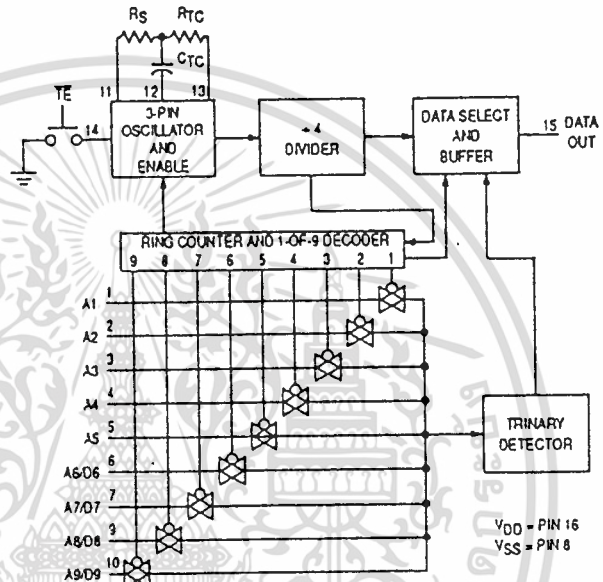 RS RTC
CTC
11 12 13
TE
14
3-PIN
OSCILLATOR
AND
ENABLE
÷ 4
DIVIDER
DATA SELECT
AND
BUFFER
15 DATA
OUT
RING COUNTER AND 1-OF-9 DECODER
9 8 7 6 5 4 3 2 1
A1 1
A2 2
A3 3
A4 4
A5 5
A6/D6 6
A7/D7 7
A8/D8 9
A9/D9 10
TRINARY
DETECTOR
VDD = PIN 16
VSS = PIN 8